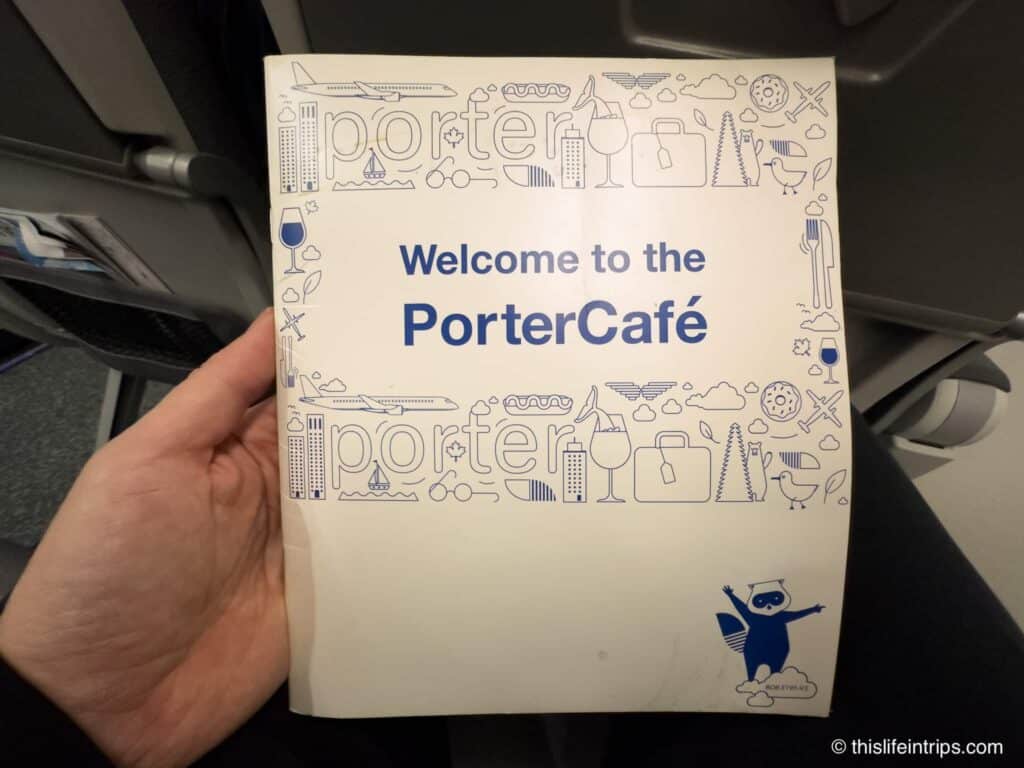 porter
Welcome to the
PorterCafé
porter
© thislifeintrips.com